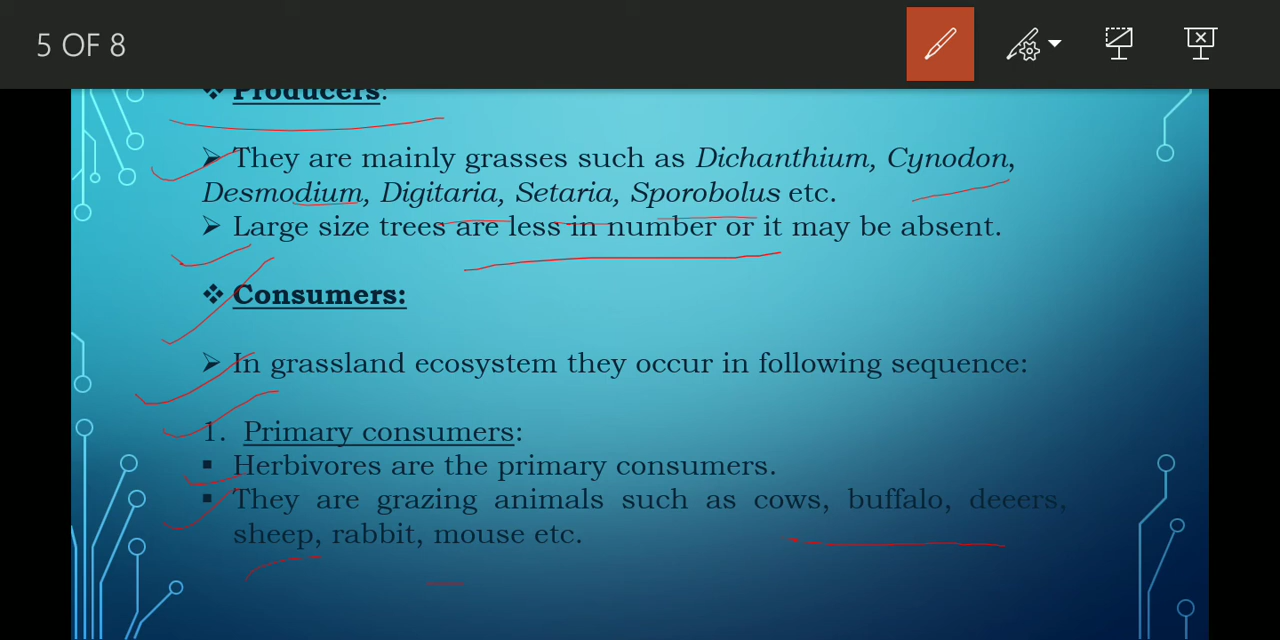 5 OF 8
❖ Producers:
➢ They are mainly grasses such as Dichanthium, Cynodon,
Desmodium, Digitaria, Setaria, Sporobolus etc.
➢ Large size trees are less in number or it may be absent.
❖ Consumers:
➢ In grassland ecosystem they occur in following sequence:
1. Primary consumers:
▪ Herbivores are the primary consumers.
▪ They are grazing animals such as cows, buffalo, deeers,
sheep, rabbit, mouse etc.